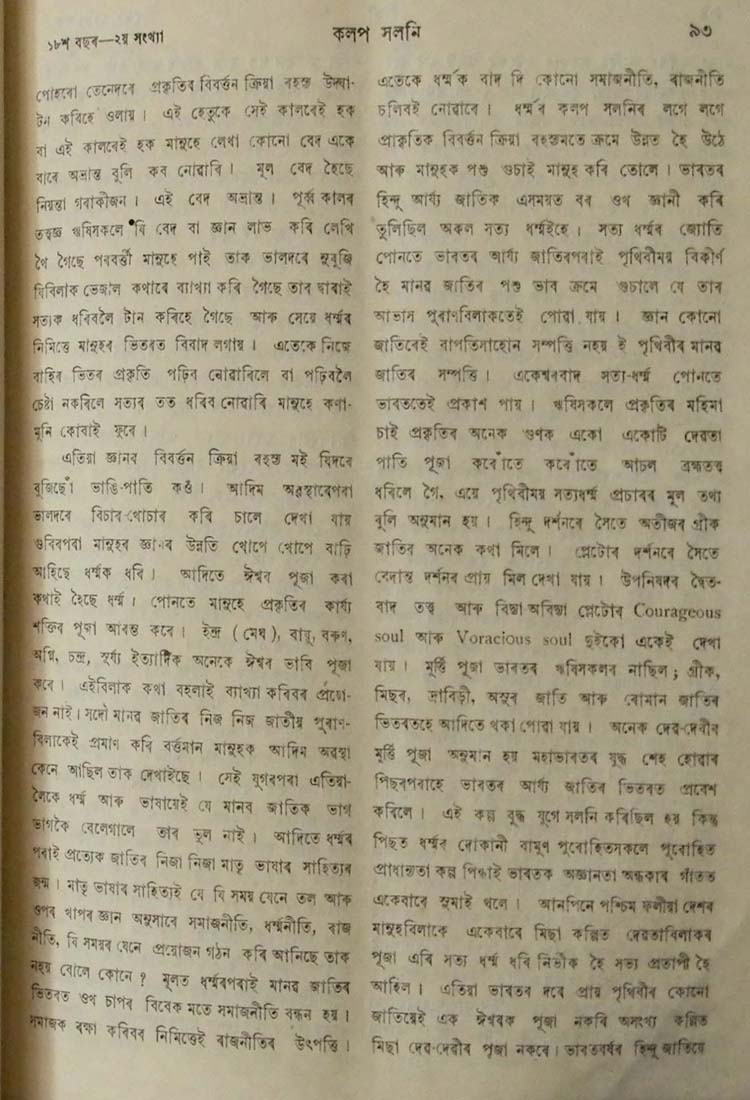 ১৮শ বছৰ—২য় সংখ্যা
কলপ সলনি
৯৩
পোহৰো তেনেদৰে প্ৰকৃতিৰ বিবৰ্ত্তন ক্ৰিয়া ৰহস্য উদঘা-
টন কৰিহে ওলায়। এই হেতুকে সেই কালৰেই হক
বা এই কালৰেই হক মানুহে লেখা কোনো বেদ একে
বাৰে অভ্ৰান্ত বুলি কব নোৱাৰি। মূল বেদ হৈছে
নিয়ন্তা গৰাকীজন। এই বেদ অভ্ৰান্ত। পূৰ্ব্ব কালৰ
তত্বজ্ঞ ঋষিসকলে যি বেদ বা জ্ঞান লাভ কৰি লেখি
থৈ গৈছে পৰবৰ্ত্তী মানুহে পাই তাক ভালদৰে নুবুজি
যিবিলাক ভেজাল কথাৰে ব্যাখ্যা কৰি গৈছে তাৰ দ্বাৰাই
সত্যক ধৰিবলৈ টান কৰিহে গৈছে আৰু সেয়ে ধৰ্ম্মৰ
নিমিত্তে মানুহৰ ভিতৰত বিবাদ লগায়। এতেকে নিজে
বাহিৰ ভিতৰ প্ৰকৃতি পঢ়িব নোৱাৰিলে বা পঢ়িবলৈ
চেষ্টা নকৰিলে সত্যৰ তত ধৰিব নোৱাৰি মানুহে কণা-
মুনি কোবাই ফুৰে।
এতিয়া জ্ঞানৰ বিবৰ্ত্তন ক্ৰিয়া ৰহস্য মই যিদৰে
বুজিছোঁ ভাঙি-পাতি কওঁ। আদিম অৱস্থাৰেপৰা
ভালদৰে বিচাৰ-খোচাৰ কৰি চালে দেখা যায়
গুৰিৰপৰা মানুহৰ জ্ঞানৰ উন্নতি খোপে খোপে বাঢ়ি
আহিছে ধৰ্ম্মক ধৰি। আদিতে ঈশ্বৰ পূজা কৰা
কথাই হৈছে ধৰ্ম্ম। পোনতে মানুহে প্ৰকৃতিৰ কাৰ্য্য
শক্তিৰ পূজা আৰম্ভ কৰে। ইন্দ্ৰ (মেঘ), বায়ু, বৰুণ,
অগ্নি, চন্দ্ৰ, সূৰ্য্য ইত্যাদিক অনেকে ঈশ্বৰ ভাবি পূজা
কৰে। এইবিলাক কথা বহলাই ব্যাখ্যা কৰিবৰ প্ৰয়ো-
জন নাই। সদৌ মানৱ জাতিৰ নিজ নিজ জাতীয় পুৰাণ-
বিলাকেই প্ৰমাণ কৰি বৰ্ত্তমান মানুহক আদিম অৱস্থা
কেনে আছিল তাক দেখাইছে। সেই যুগৰপৰা এতিয়া-
লৈকে ধৰ্ম্ম আৰু ভাষায়েই যে মানৱ জাতিক ভাগ
ভাগকৈ বেলেগালে তাৰ ভুল নাই। আদিতে ধৰ্ম্মৰ
পৰাই প্ৰত্যেক জাতিৰ নিজা নিজা মাতৃ ভাষাৰ সাহিত্যৰ
জন্ম। মাতৃ ভাষাৰ সাহিত্যই যে যি সময় যেনে তল আৰু
ওপৰ খাপৰ জ্ঞান অনুসাৰে সমাজনীতি, ধৰ্ম্মনীতি, ৰাজ
নীতি, যি সময়ৰ যেনে প্ৰয়োজন গঠন কৰি আনিছে তাক
নহয় বোলে কোনে? মূলত ধৰ্ম্মৰপৰাই মানৱ জাতিৰ
ভিতৰত ওখ চাপৰ বিবেক মতে সমাজনীতি বন্ধন হয়।
সমাজক ৰক্ষা কৰিবৰ নিমিত্তেই ৰাজনীতিৰ উৎপত্তি।
এতেকে ধৰ্ম্মক বাদ দি কোনো সমাজনীতি, ৰাজনীতি
চলিবই নোৱাৰে। ধৰ্ম্মৰ কলপ সলনিৰ লগে লগে
প্ৰাকৃতিক বিবৰ্ত্তন ক্ৰিয়া ৰহস্যমতে ক্ৰমে উন্নত হৈ উঠে
আৰু মানুহক পশু গুচাই মানুহ কৰি তোলে। ভাৰতৰ
হিন্দু আৰ্য্য জাতিক এসময়ত বৰ ওখ জ্ঞানী কৰি
তুলিছিল অকল সত্য ধৰ্ম্মইহে। সত্য ধৰ্ম্মৰ জ্যোতি
পোনতে ভাৰতৰ আৰ্য্য জাতিৰপৰাই পৃথিবীময় বিকীৰ্ণ
হৈ মানৱ জাতিৰ পশু ভাব ক্ৰমে গুচালে যে তাৰ
আভাস পুৰাণবিলাকতেই পোৱা যায়। জ্ঞান কোনো
জাতিৰেই বাপতিসাহোন সম্পত্তি নহয় ই পৃথিবীৰ মানৱ
জাতিৰ সম্পত্তি। একেশ্বৰবাদ সত্য-ধৰ্ম্ম পোনতে
ভাৰততেই প্ৰকাশ পায়। ঋষিসকলে প্ৰকৃতিৰ মহিমা
চাই প্ৰকৃতিৰ অনেক গুণক একো একোটি দেৱতা
পাতি পূজা কৰোঁতে কৰোঁতে আচল ব্ৰহ্মতত্ব
ধৰিলে গৈ, এয়ে পৃথিবীময় সত্যধৰ্ম্ম প্ৰচাৰৰ মূল তথ্য
বুলি অনুমান হয়। হিন্দু দৰ্শনৰে সৈতে অতীজৰ গ্ৰীক
জাতিৰ অনেক কথা মিলে। প্লেটোৰ দৰ্শনৰে সৈতে
বেদান্ত দৰ্শনৰ প্ৰায় মিল দেখা যায়। উপনিষদৰ দ্বৈত-
বাদ তত্ব আৰু বিদ্যা অবিদ্যা প্লেটোৰ Courageous
soul আৰু Voracious soul দুইকো একেই দেখা
যায়। মূৰ্ত্তি পূজা ভাৰতৰ ঋষিসকলৰ নাছিল; গ্ৰীক,
মিছৰ, দ্ৰাবিড়ী, অসুৰ জাতি আৰু ৰোমান জাতিৰ
ভিতৰতহে আদিতে থকা পোৱা যায়। অনেক দেৱ-দেবীৰ
মূৰ্ত্তি পূজা অনুমান হয় মহাভাৰতৰ যুদ্ধ শেহ হোৱাৰ
পিছৰপৰাহে ভাৰতৰ আৰ্য্য জাতিৰ ভিতৰত প্ৰবেশ
কৰিলে। এই কল্প বুদ্ধ যুগে সলনি কৰিছিল হয় কিন্তু
পিছত ধৰ্ম্মৰ দোকানী বামুণ পুৰোহিতসকলে পুৰোহিত
প্ৰাধান্যতা কল্প পিন্ধাই ভাৰতক অজ্ঞানতা অন্ধকাৰ গাঁতত
একেবাৰে সুমাই থলে। আনপিনে পশ্চিম ফলীয়া দেশৰ
মানুহবিলাকে একেবাৰে মিছা কল্পিত দেৱতাবিলাকৰ
পূজা এৰি সত্য ধৰ্ম্ম ধৰি নিৰ্ভীক হৈ সভ্য প্ৰতাপী হৈ
আহিল। এতিয়া ভাৰতৰ দৰে প্ৰায় পৃথিবীৰ কোনো
জাতিয়েই এক ঈশ্বৰক পূজা নকৰি অসংখ্য কল্পিত
মিছা দেৱ-দেৱীৰ পূজা নকৰে। ভাৰতবৰ্ষৰ হিন্দু জাতিয়ে